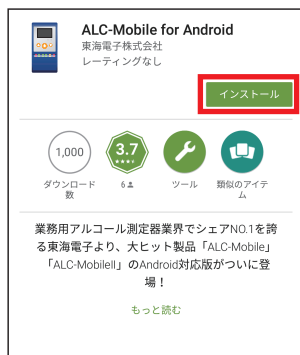 ALC-Mobile for Android
東海電子株式会社
レーティングなし
インストール
1,000
3.7
ダウンロード
数
6
ツール
類似のアイテ
ム
業務用アルコール測定器業界でシェアNO.1を誇
る東海電子より、大ヒット製品「ALC-Mobile」
「ALC-MobileII」のAndroid対応版がついに登
場！
もっと読む